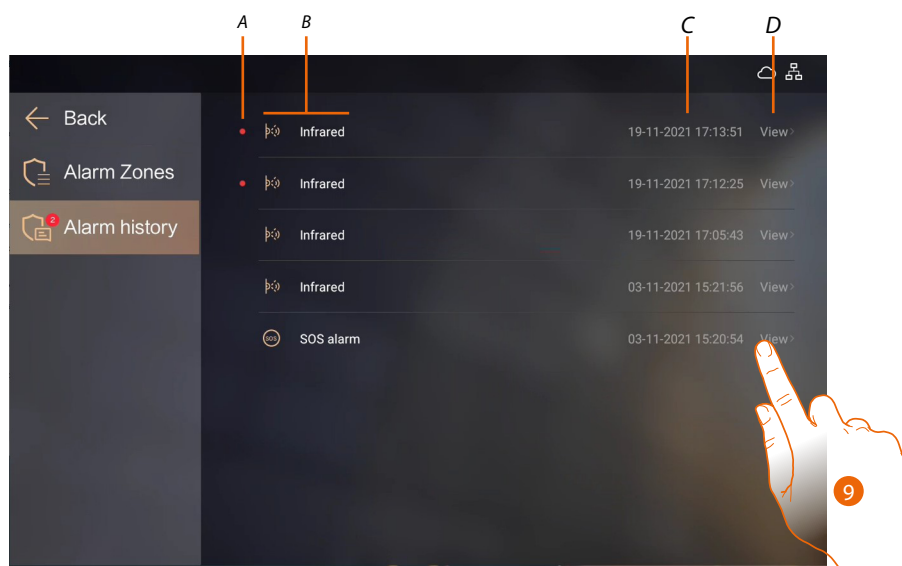 A B C D
Back
Alarm Zones
2
Alarm history
Infrared 19-11-2021 17:13:51 View
Infrared 19-11-2021 17:12:25 View
Infrared 19-11-2021 17:05:43 View
Infrared 03-11-2021 15:21:56 View
SOS SOS alarm 03-11-2021 15:20:54 View
9